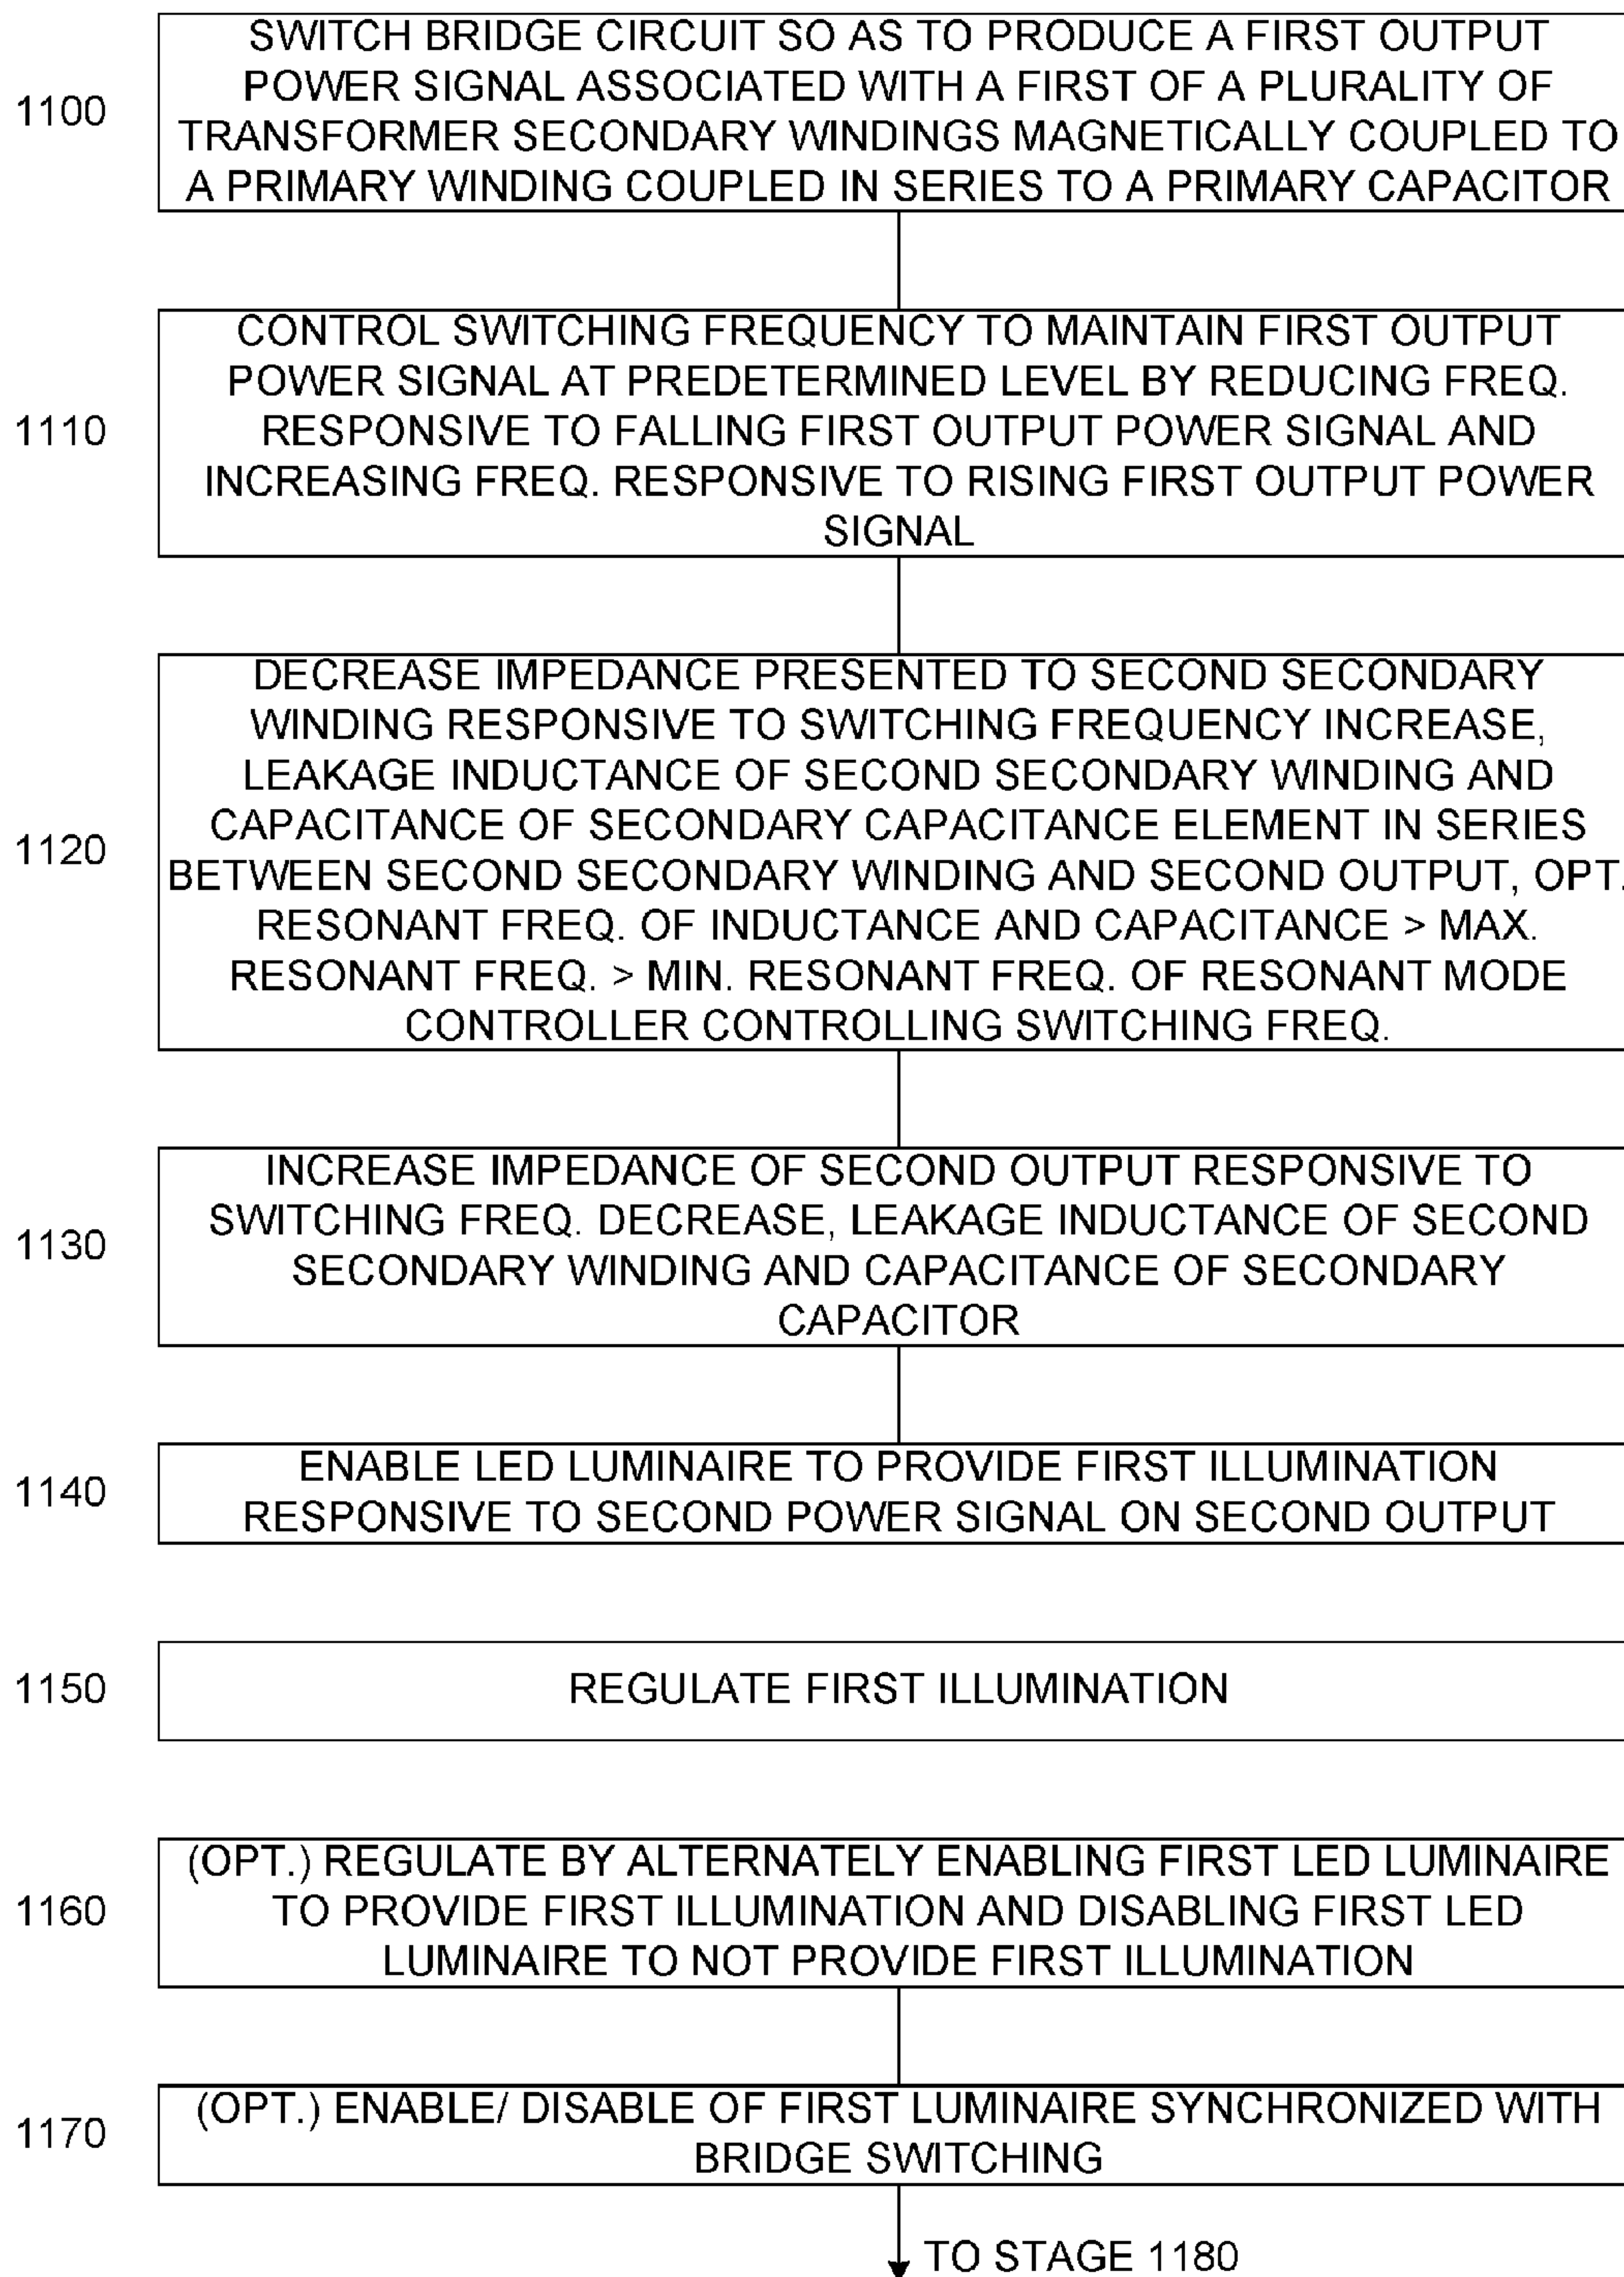 1100
SWITCH BRIDGE CIRCUIT SO AS TO PRODUCE A FIRST OUTPUT
POWER SIGNAL ASSOCIATED WITH A FIRST OF A PLURALITY OF
TRANSFORMER SECONDARY WINDINGS MAGNETICALLY COUPLED TO
A PRIMARY WINDING COUPLED IN SERIES TO A PRIMARY CAPACITOR
1110
CONTROL SWITCHING FREQUENCY TO MAINTAIN FIRST OUTPUT
POWER SIGNAL AT PREDETERMINED LEVEL BY REDUCING FREQ.
RESPONSIVE TO FALLING FIRST OUTPUT POWER SIGNAL AND
INCREASING FREQ. RESPONSIVE TO RISING FIRST OUTPUT POWER
SIGNAL
1120
DECREASE IMPEDANCE PRESENTED TO SECOND SECONDARY
WINDING RESPONSIVE TO SWITCHING FREQUENCY INCREASE,
LEAKAGE INDUCTANCE OF SECOND SECONDARY WINDING AND
CAPACITANCE OF SECONDARY CAPACITANCE ELEMENT IN SERIES
BETWEEN SECOND SECONDARY WINDING AND SECOND OUTPUT, OPT.
RESONANT FREQ. OF INDUCTANCE AND CAPACITANCE > MAX.
RESONANT FREQ. > MIN. RESONANT FREQ. OF RESONANT MODE
CONTROLLER CONTROLLING SWITCHING FREQ.
1130
INCREASE IMPEDANCE OF SECOND OUTPUT RESPONSIVE TO
SWITCHING FREQ. DECREASE, LEAKAGE INDUCTANCE OF SECOND
SECONDARY WINDING AND CAPACITANCE OF SECONDARY
CAPACITOR
1140
ENABLE LED LUMINAIRE TO PROVIDE FIRST ILLUMINATION
RESPONSIVE TO SECOND POWER SIGNAL ON SECOND OUTPUT
1150
REGULATE FIRST ILLUMINATION
1160
(OPT.) REGULATE BY ALTERNATELY ENABLING FIRST LED LUMINAIRE
TO PROVIDE FIRST ILLUMINATION AND DISABLING FIRST LED
LUMINAIRE TO NOT PROVIDE FIRST ILLUMINATION
1170
(OPT.) ENABLE/ DISABLE OF FIRST LUMINAIRE SYNCHRONIZED WITH
BRIDGE SWITCHING
TO STAGE 1180